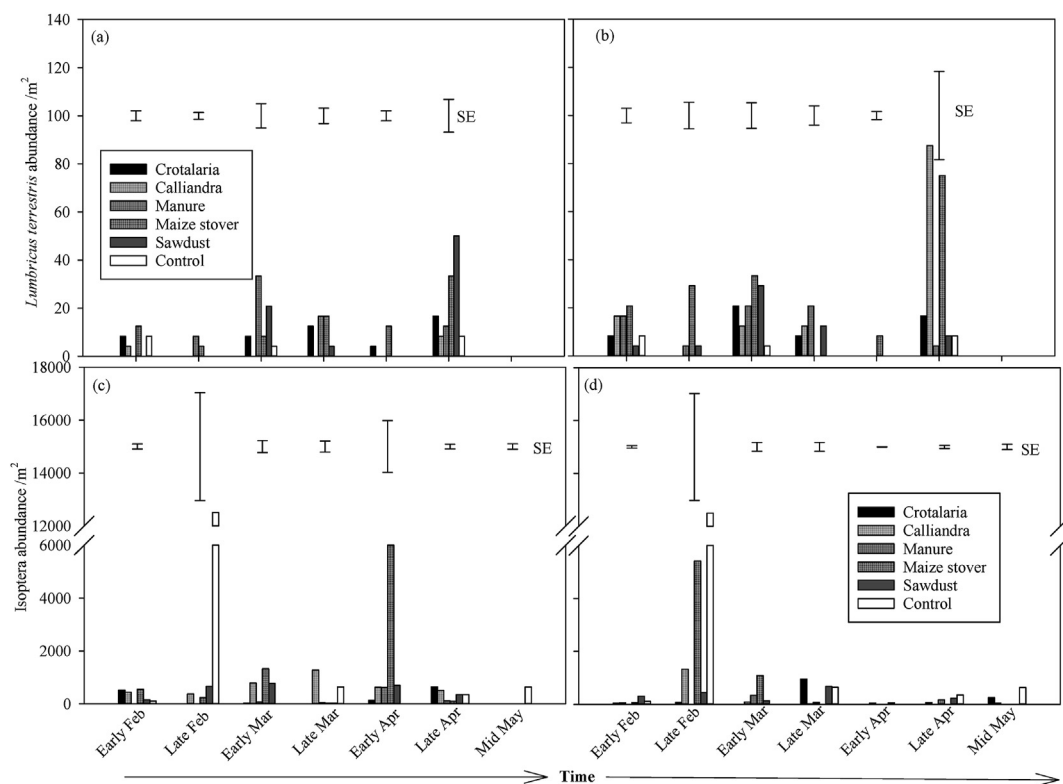 140
120
100
80
60
40
20
0
Lumbricus terrestris abundance /m²
(a)
SE
Crotalaria
Calliandra
Manure
Maize stover
Sawdust
Control
(b)
SE
18000
16000
14000
12000
6000
4000
2000
0
Isoptera abundance /m²
(c)
SE
(d)
SE
Crotalaria
Calliandra
Manure
Maize stover
Sawdust
Control
Early Feb
Late Feb
Early Mar
Late Mar
Early Apr
Late Apr
Mid May
Early Feb
Late Feb
Early Mar
Late Mar
Early Apr
Late Apr
Mid May
Time